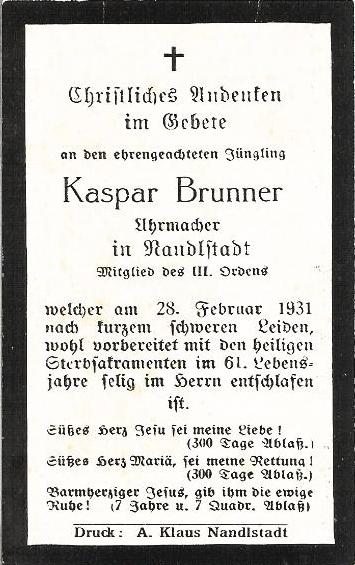 Christliches Andenken
im Gebete
an den ehrengeachteten Jüngling
Kaspar Brunner
Uhrmacher
in Nandlstadt
Mitglied des III. Ordens
welcher am 28. Februar 1931
nach kurzem schweren Leiden,
wohl vorbereitet mit den heiligen
Sterbsakramenten im 61. Lebens-
jahre selig im Herrn entschlafen
ist.
Süßes Herz Jesu sei meine Liebe!
(300 Tage Ablaß.)
Süßes Herz Mariä, sei meine Rettung!
(300 Tage Ablaß.)
Barmherziger Jesus, gib ihm die ewige
Ruhe! (7 Jahre u. 7 Quadr. Ablaß)
Druck: A. Klaus Nandlstadt